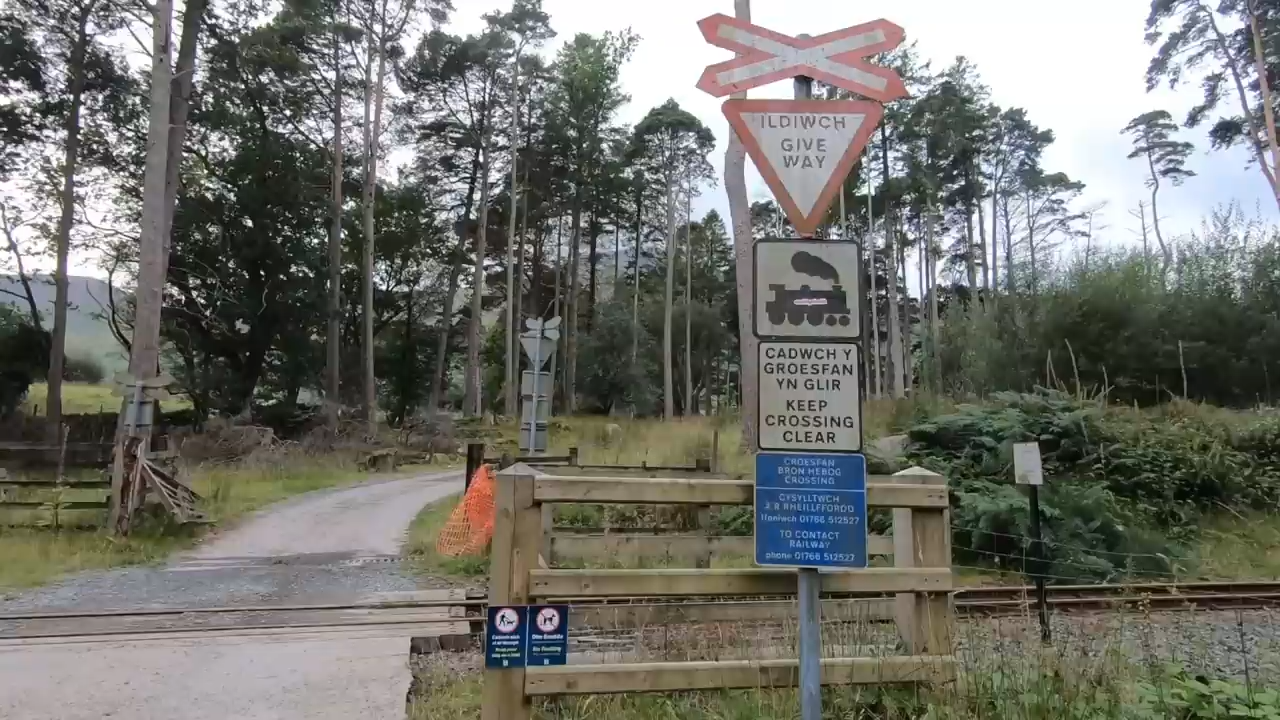 ILDIWCH
GIVE
WAY
CADWCH Y
GROESFAN
YN GLIR
KEEP
CROSSING
CLEAR
CROESFAN
BRON HEBOG
CROSSING
CYSYLLTWCH
Â'R RHEILFFORDD
ffoniwch 01766 512527
TO CONTACT
RAILWAY
phone 01766 512527
No Fouling